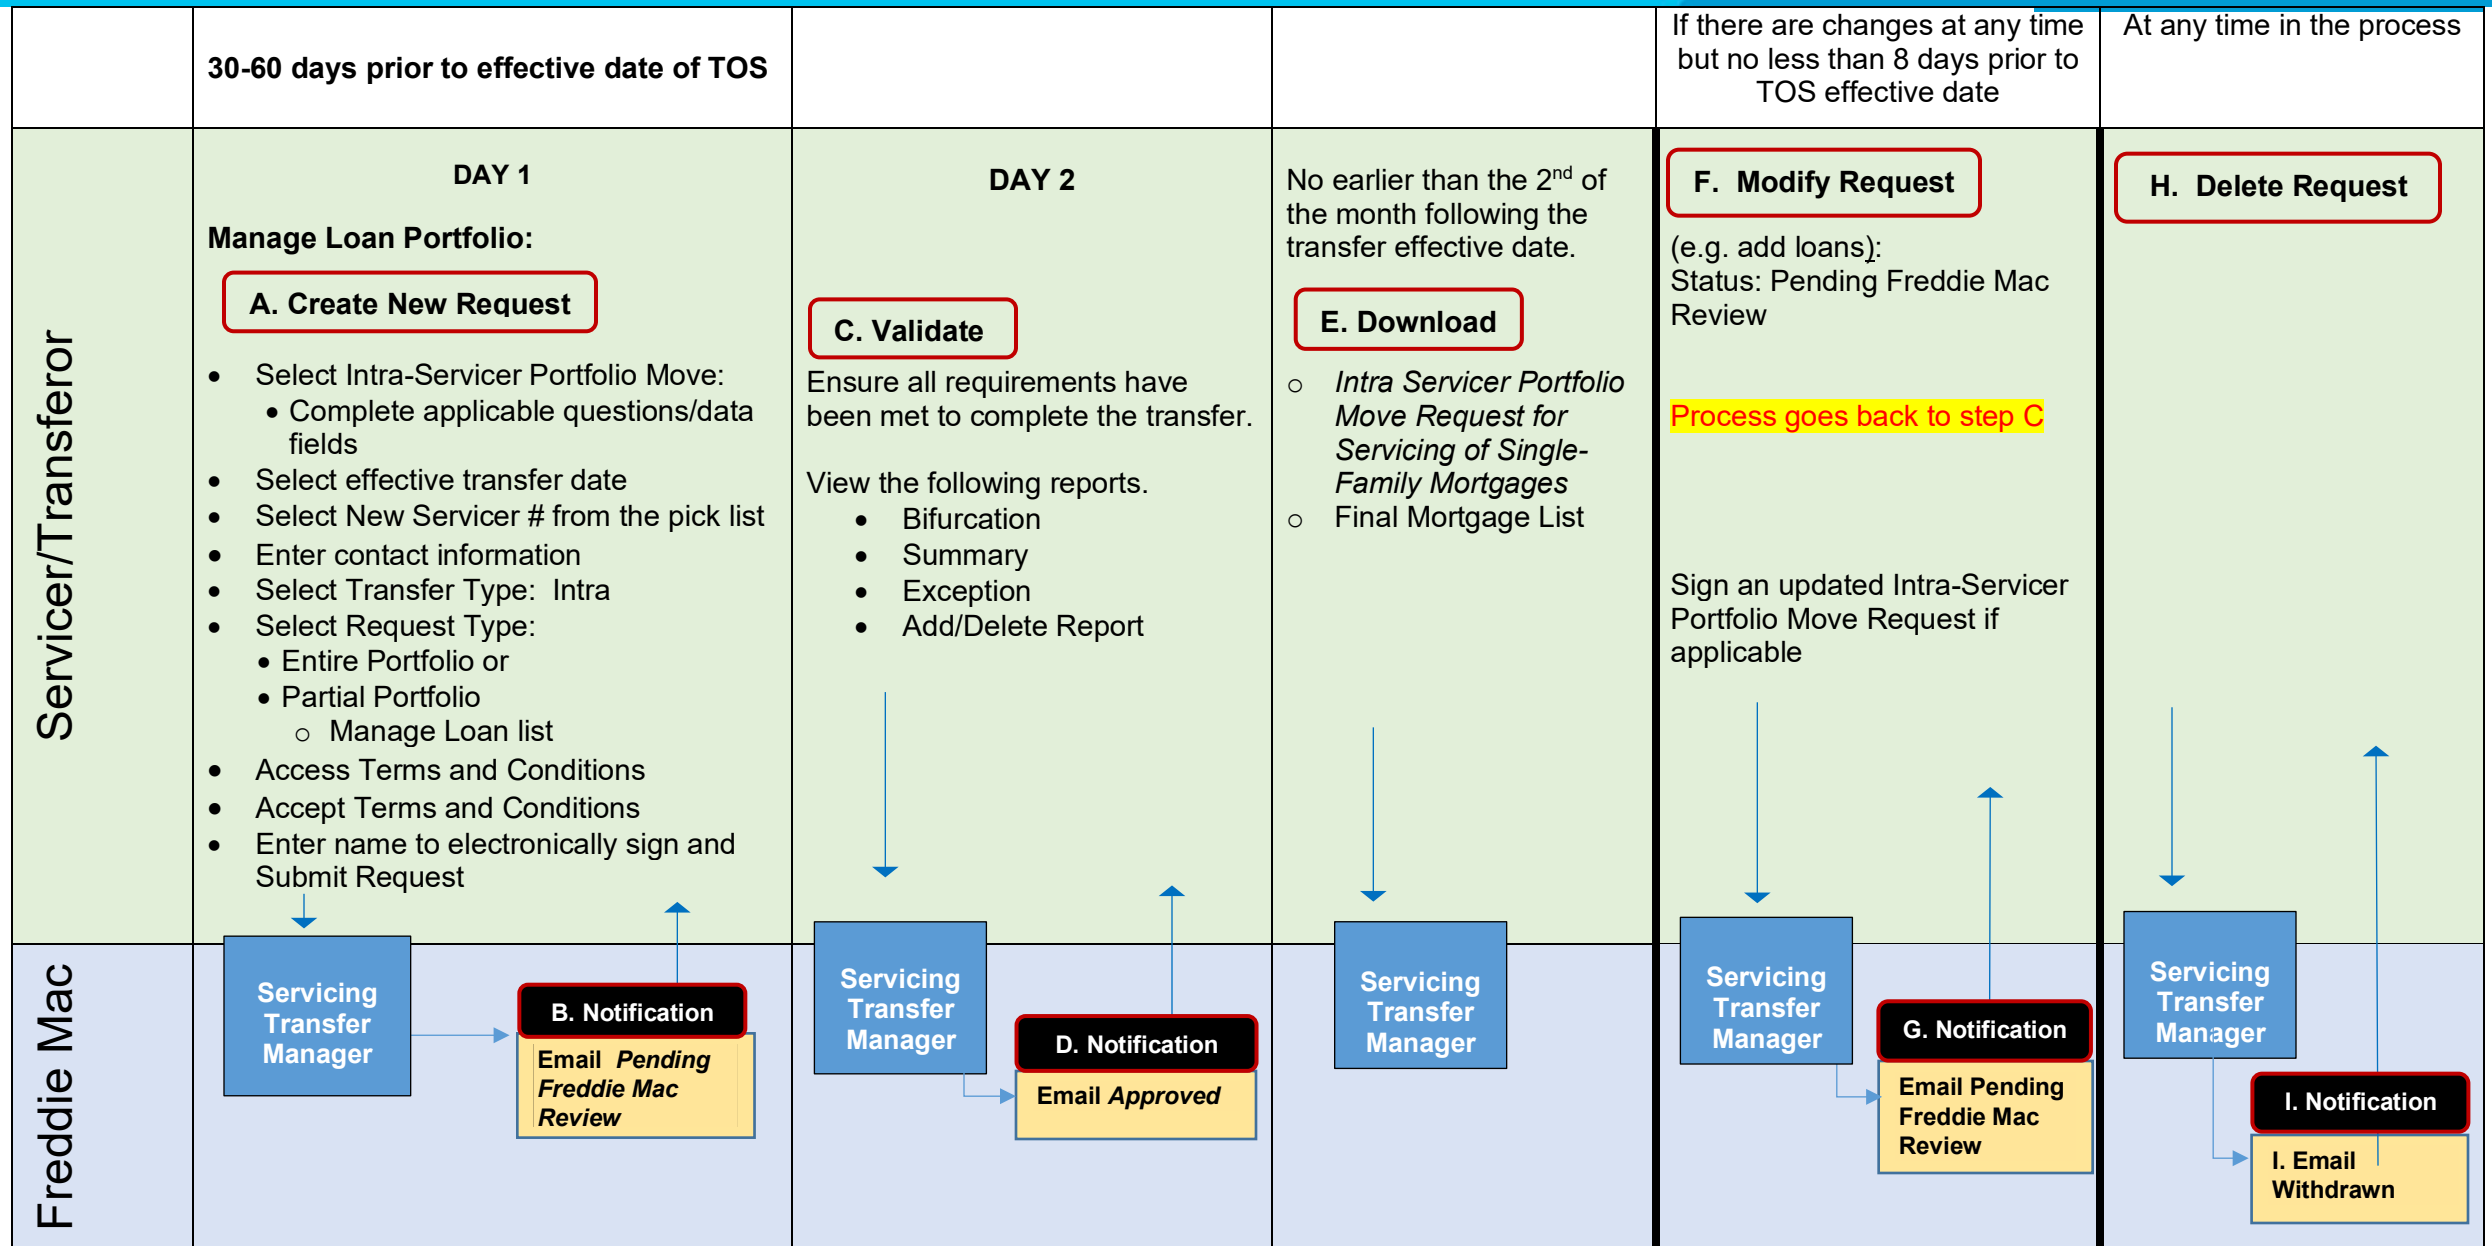 30-60 days prior to effective date of TOS
If there are changes at any time
but no less than 8 days prior to
TOS effective date
At any time in the process
Servicer/Transferor
DAY 1
Manage Loan Portfolio:
A. Create New Request
• Select Intra-Servicer Portfolio Move:
• Complete applicable questions/data
fields
• Select effective transfer date
• Select New Servicer # from the pick list
• Enter contact information
• Select Transfer Type: Intra
• Select Request Type:
• Entire Portfolio or
• Partial Portfolio
o Manage Loan list
• Access Terms and Conditions
• Accept Terms and Conditions
• Enter name to electronically sign and
Submit Request
DAY 2
C. Validate
Ensure all requirements have
been met to complete the transfer.
View the following reports.
• Bifurcation
• Summary
• Exception
• Add/Delete Report
No earlier than the 2nd of
the month following the
transfer effective date.
E. Download
o Intra Servicer Portfolio
Move Request for
Servicing of Single-
Family Mortgages
o Final Mortgage List
F. Modify Request
(e.g. add loans):
Status: Pending Freddie Mac
Review
Process goes back to step C
Sign an updated Intra-Servicer
Portfolio Move Request if
applicable
H. Delete Request
Freddie Mac
Servicing
Transfer
Manager
B. Notification
Email Pending
Freddie Mac
Review
Servicing
Transfer
Manager
D. Notification
Email Approved
Servicing
Transfer
Manager
Servicing
Transfer
Manager
G. Notification
Email Pending
Freddie Mac
Review
Servicing
Transfer
Manager
I. Notification
I. Email
Withdrawn